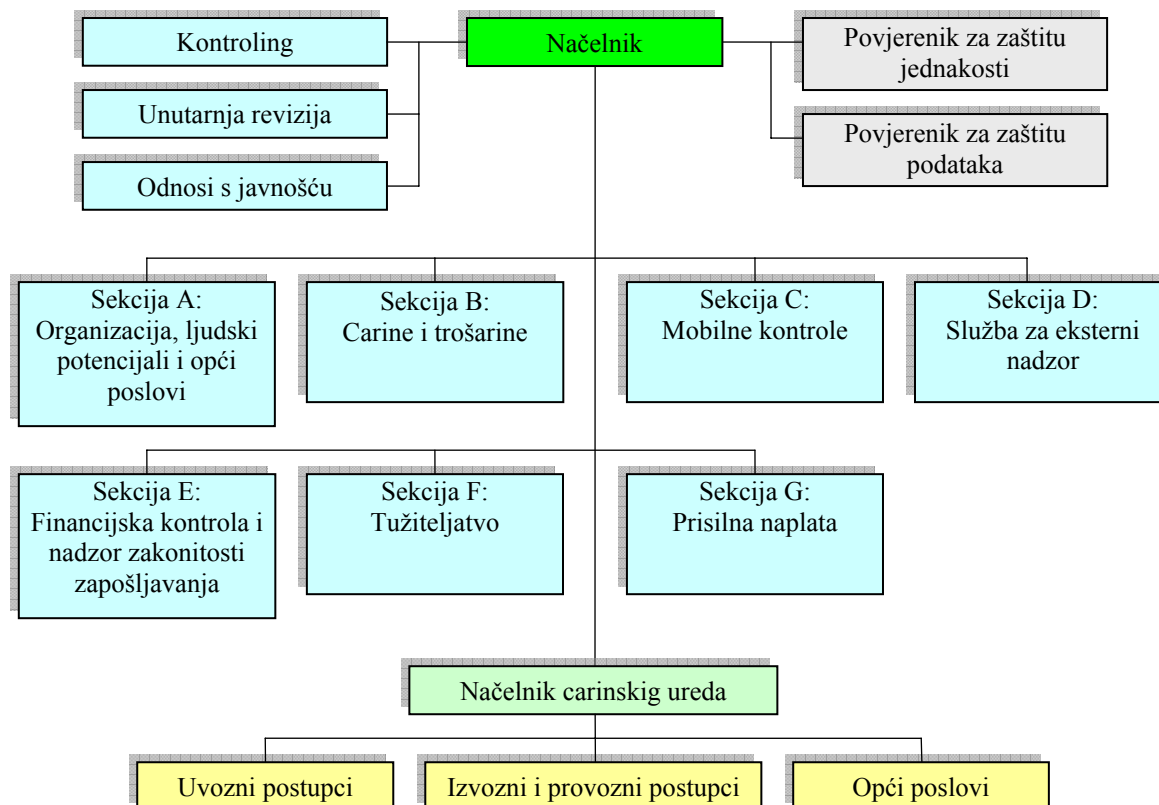 Kontroling
Načelnik
Povjerenik za zaštitu
jednakosti
Unutarnja revizija
Povjerenik za zaštitu
podataka
Odnosi s javnošću
Sekcija A:
Organizacija, ljudski
potencijali i opći
poslovi
Sekcija B:
Carine i trošarine
Sekcija C:
Mobilne kontrole
Sekcija D:
Služba za eksterni
nadzor
Sekcija E:
Financijska kontrola i
nadzor zakonitosti
zapošljavanja
Sekcija F:
Tužiteljatvo
Sekcija G:
Prisilna naplata
Načelnik carinskig ureda
Uvozni postupci
Izvozni i provozni postupci
Opći poslovi